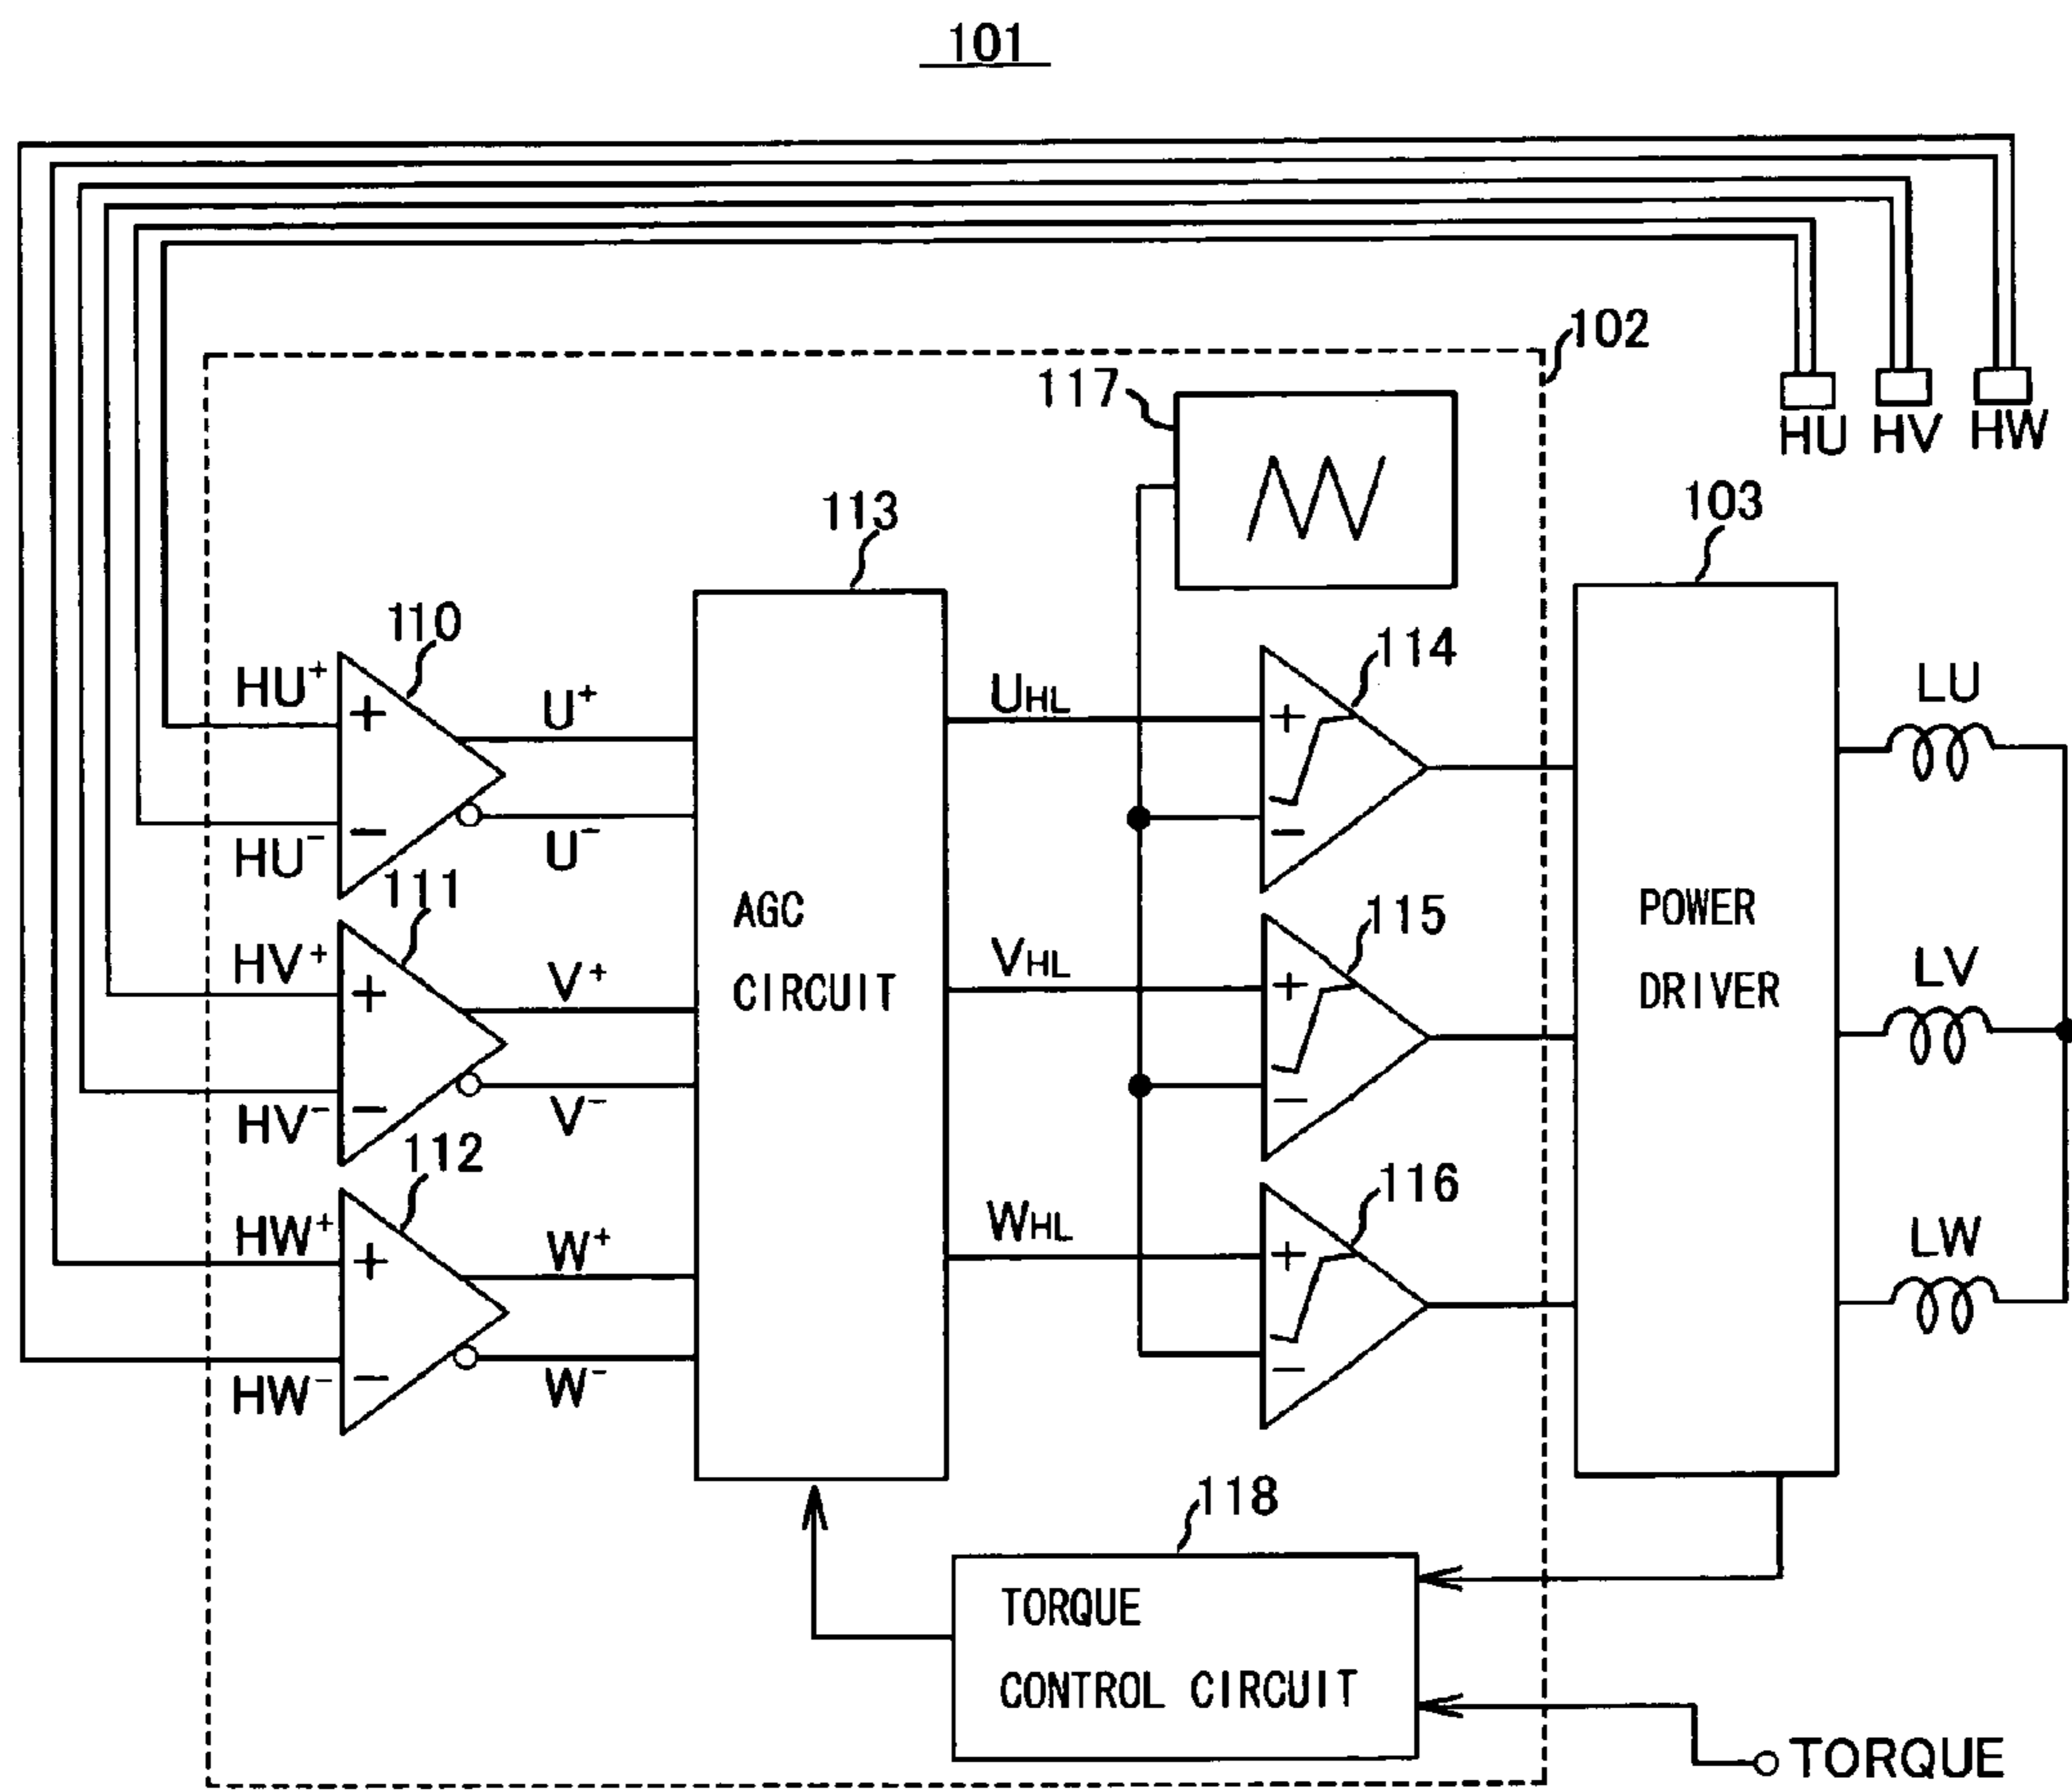 101
102
117
HU HV HW
113
103
110
HU+
+
U+
UHL
114
+
LU
−
HU−
U−
−
111
AGC
CIRCUIT
115
POWER
DRIVER
HV+
+
V+
VHL
+
LV
HV−
−
V−
−
112
116
HW+
+
W+
WHL
+
LW
HW−
−
W−
−
118
TORQUE
CONTROL CIRCUIT
TORQUE